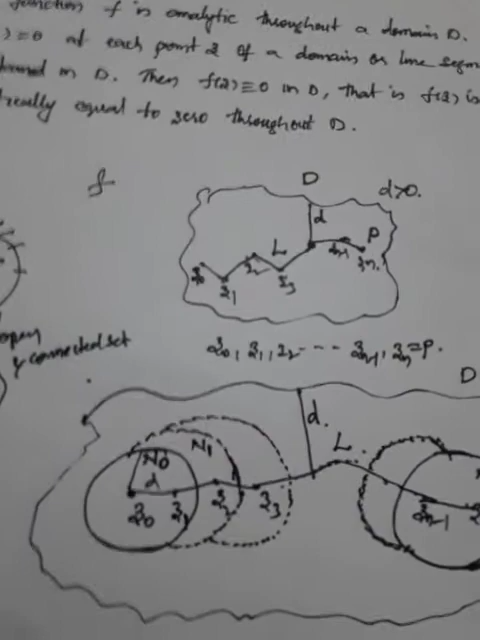 function f is analytic throughout a domain D.
)=0 at each point z of a domain or line segm
in D. Then f(z)≡0 in D, that is f(z) is
equal to zero throughout D.
f
D
d>0.
d
L
P
z0
z1
z2
z3
zn-1
zn
open
& connected set
z0, z1, z2 - - - - zn-1, zn=P.
D
d.
L.
N0
N1
d
z0
z1
z2
z3
zn-1